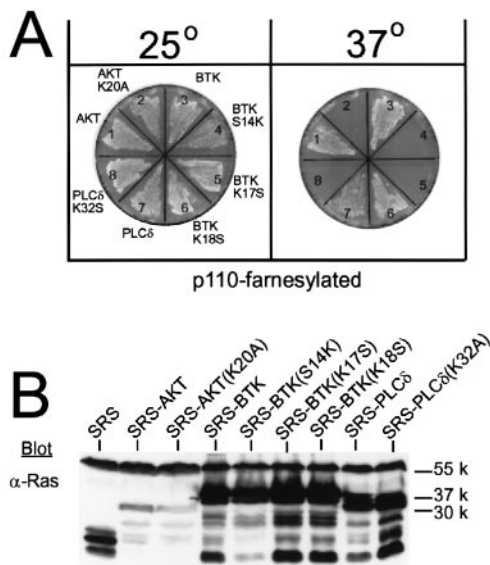 A
25°
37°
AKT
K20A
BTK
AKT
BTK
S14K
BTK
K17S
BTK
K18S
PLCδ
PLCδ
K32S
1
2
3
4
5
6
7
8
1
2
3
4
5
6
7
8
p110-farnesylated
B
SRS
SRS-AKT
SRS-AKT(K20A)
SRS-BTK
SRS-BTK(S14K)
SRS-BTK(K17S)
SRS-BTK(K18S)
SRS-PLCδ
SRS-PLCδ(K32A)
Blot
α-Ras
55 k
37 k
30 k